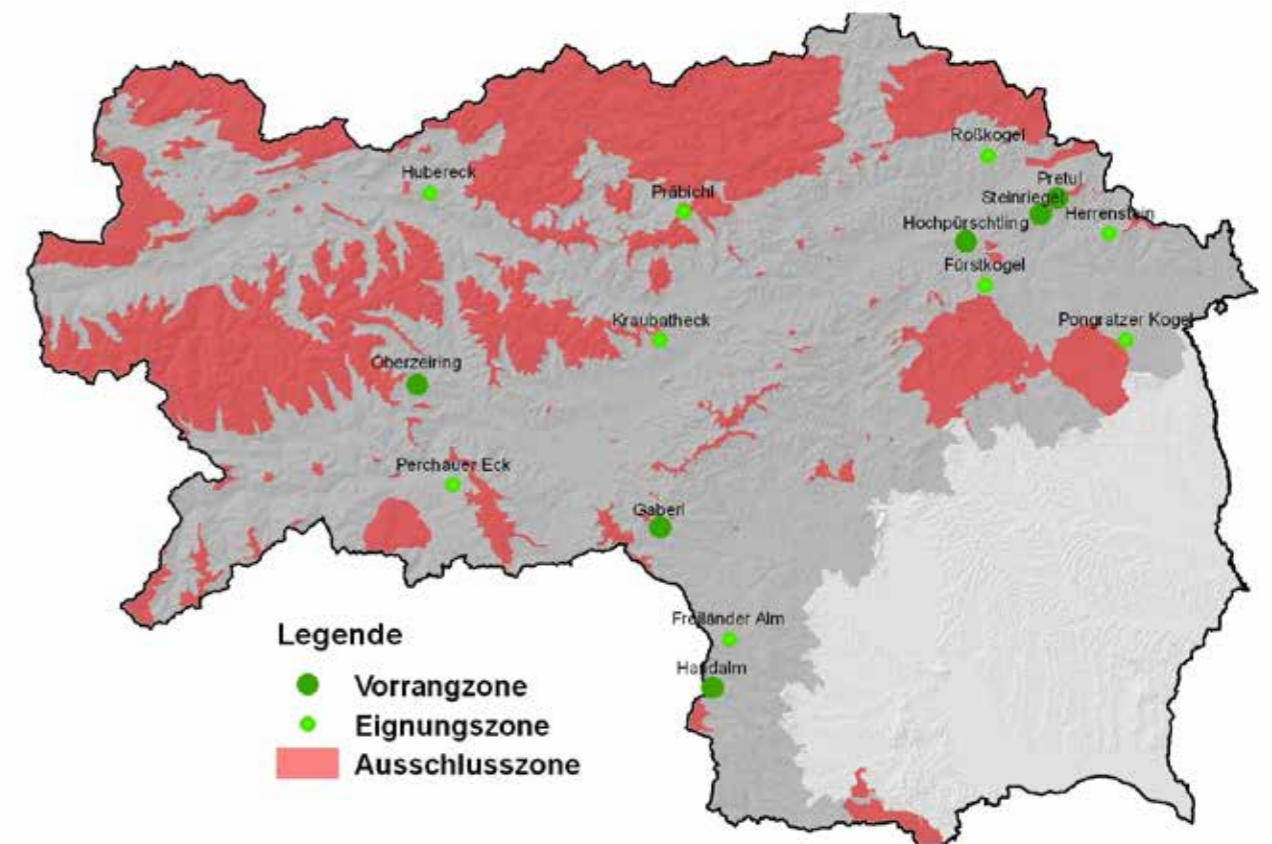 Roßkogel
Hubereck
Pretul
Präbichl
Steinriegel
Herrenstein
Hochpürschtling
Fürstkogel
Kraubatheck
Pongratzer Kogel
Oberzeiring
Perchauer Eck
Gaberl
Freiländer Alm
Handalm
Legende
Vorrangzone
Eignungszone
Ausschlusszone